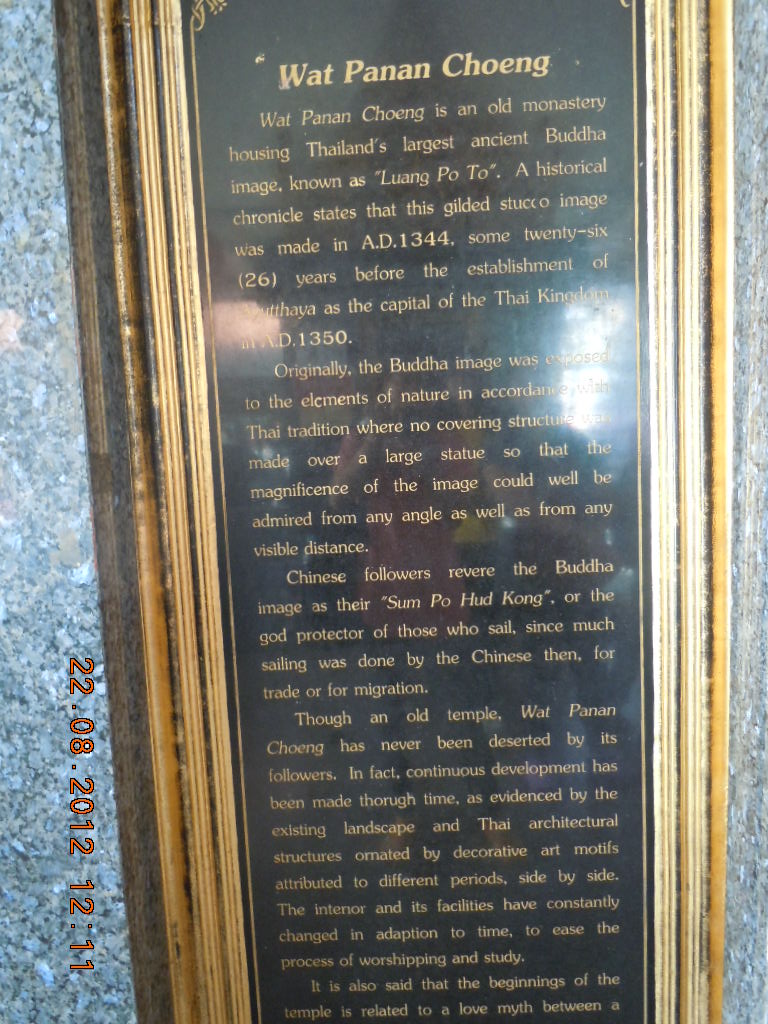 Wat Panan Choeng
Wat Panan Choeng is an old monastery
housing Thailand's largest ancient Buddha
image, known as "Luang Po To". A historical
chronicle states that this gilded stucco image
was made in A.D.1344, some twenty-six
(26) years before the establishment of
Ayutthaya as the capital of the Thai Kingdom
in A.D.1350.
Originally, the Buddha image was exposed
to the elements of nature in accordance with
Thai tradition where no covering structure was
made over a large statue so that the
magnificence of the image could well be
admired from any angle as well as from any
visible distance.
Chinese followers revere the Buddha
image as their "Sum Po Hud Kong", or the
god protector of those who sail, since much
sailing was done by the Chinese then, for
trade or for migration.
Though an old temple, Wat Panan
Choeng has never been deserted by its
followers. In fact, continuous development has
been made thorugh time, as evidenced by the
existing landscape and Thai architectural
structures ornated by decorative art motifs
attributed to different periods, side by side.
The interior and its facilities have constantly
changed in adaption to time, to ease the
process of worshipping and study.
It is also said that the beginnings of the
temple is related to a love myth between a
22.08.2012 12:11